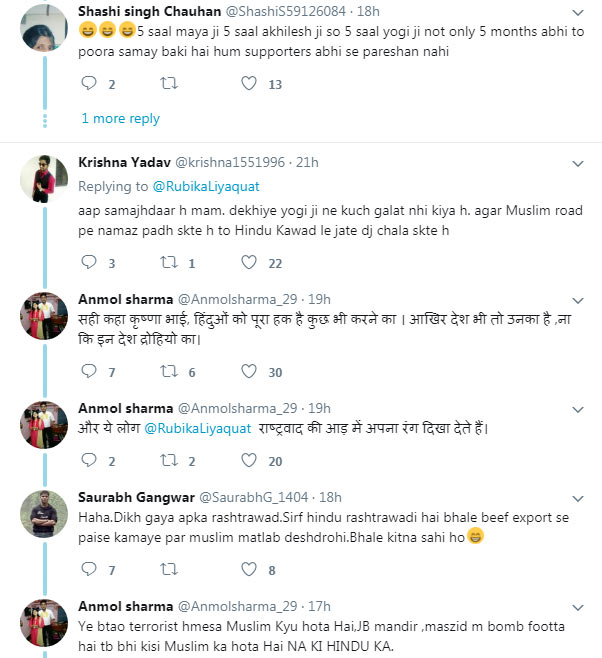 Shashi singh Chauhan @ShashiS59126084 · 18h
😄😄😄5 saal maya ji 5 saal akhilesh ji so 5 saal yogi ji not only 5 months abhi to
poora samay baki hai hum supporters abhi se pareshan nahi
2 13
1 more reply
Krishna Yadav @krishna1551996 · 21h
Replying to @RubikaLiyaquat
aap samajhdaar h mam. dekhiye yogi ji ne kuch galat nhi kiya h. agar Muslim road
pe namaz padh skte h to Hindu Kawad le jate dj chala skte h
3 1 22
Anmol sharma @Anmolsharma_29 · 19h
सही कहा कृष्णा भाई, हिंदुओं को पूरा हक है कुछ भी करने का । आखिर देश भी तो उनका है ,ना
कि इन देश द्रोहियो का।
7 6 30
Anmol sharma @Anmolsharma_29 · 19h
और ये लोग @RubikaLiyaquat राष्ट्रवाद की आड़ में अपना रंग दिखा देते हैं।
2 2 20
Saurabh Gangwar @SaurabhG_1404 · 18h
Haha.Dikh gaya apka rashtrawad.Sirf hindu rashtrawadi hai bhale beef export se
paise kamaye par muslim matlab deshdrohi.Bhale kitna sahi ho😄
7 8
Anmol sharma @Anmolsharma_29 · 17h
Ye btao terrorist hmesa Muslim Kyu hota Hai,JB mandir ,maszid m bomb footta
hai tb bhi kisi Muslim ka hota Hai NA KI HINDU KA.